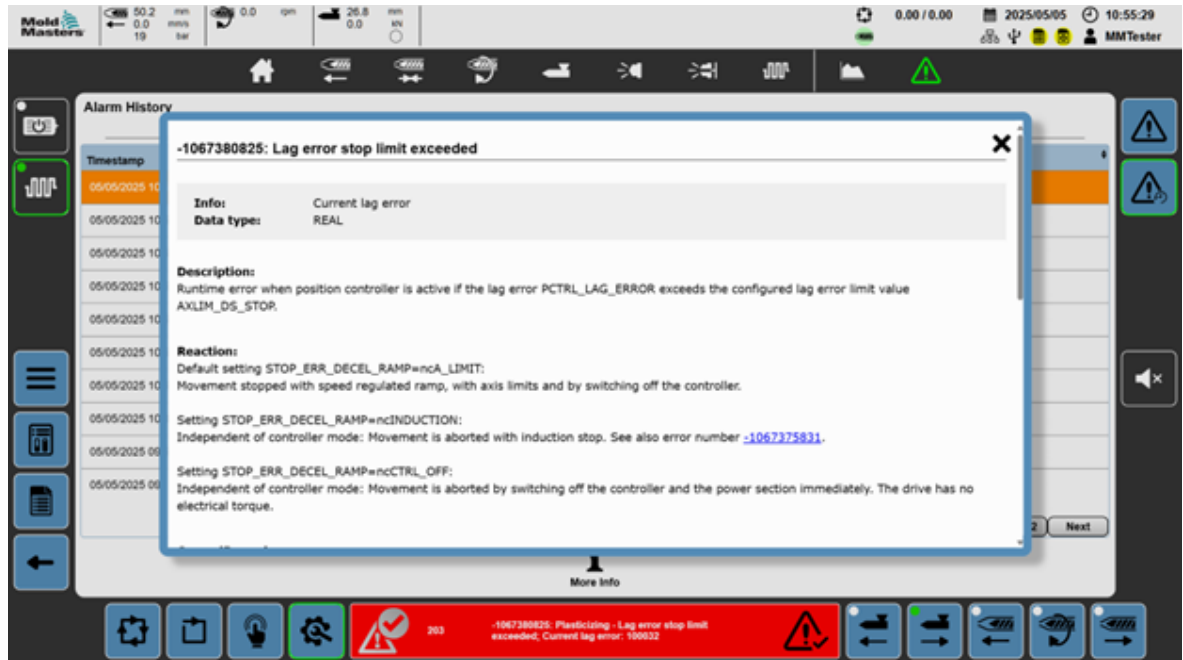 Mold
Masters
50.2 mm
0.0 mm/s
19 bar
0.0 rpm
26.8 mm
0.0 kN
0.00 / 0.00
2025/05/05
10:55:29
MMTester
Alarm History
Timestamp
05/05/2025 10
05/05/2025 10
05/05/2025 10
05/05/2025 10
05/05/2025 10
05/05/2025 10
05/05/2025 10
05/05/2025 10
05/05/2025 09
05/05/2025 09
-1067380825: Lag error stop limit exceeded
Info: Current lag error
Data type: REAL
Description:
Runtime error when position controller is active if the lag error PCTRL_LAG_ERROR exceeds the configured lag error limit value
AXLIM_DS_STOP.
Reaction:
Default setting STOP_ERR_DECEL_RAMP=ncA_LIMIT:
Movement stopped with speed regulated ramp, with axis limits and by switching off the controller.
Setting STOP_ERR_DECEL_RAMP=ncINDUCTION:
Independent of controller mode: Movement is aborted with induction stop. See also error number -1067375831.
Setting STOP_ERR_DECEL_RAMP=ncCTRL_OFF:
Independent of controller mode: Movement is aborted by switching off the controller and the power section immediately. The drive has no
electrical torque.
2 Next
More Info
203
-1067380825: Plasticizing - Lag error stop limit
exceeded; Current lag error: 100032